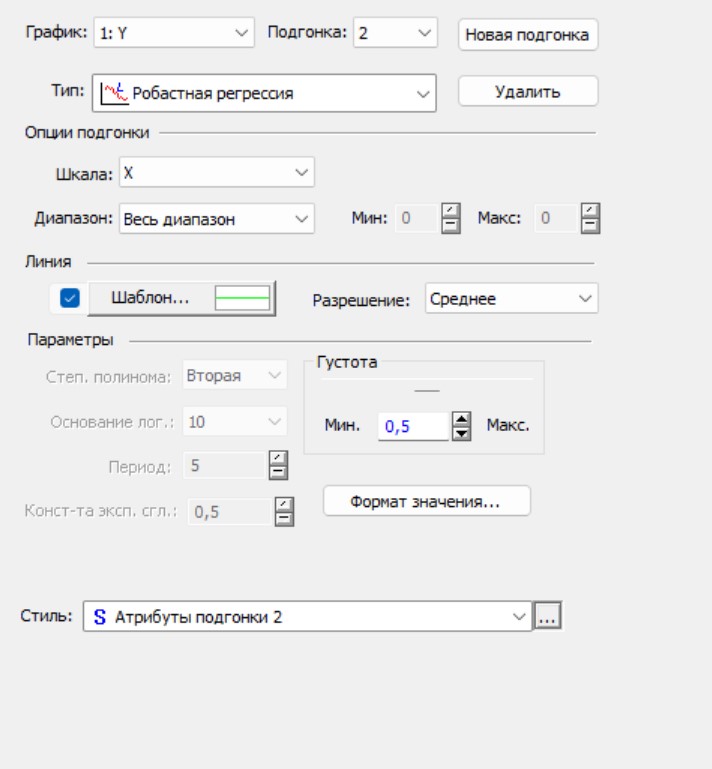 График: 1: Y Подгонка: 2 Новая подгонка
Тип: Робастная регрессия Удалить
Опции подгонки
Шкала: X
Диапазон: Весь диапазон Мин: 0 Макс: 0
Линия
Шаблон... Разрешение: Среднее
Параметры
Густота
Степ. полинома: Вторая
Основание лог.: 10 Мин. 0,5 Макс.
Период: 5
Конст-та эксп. сгл.: 0,5 Формат значения...
Стиль: S Атрибуты подгонки 2 ...